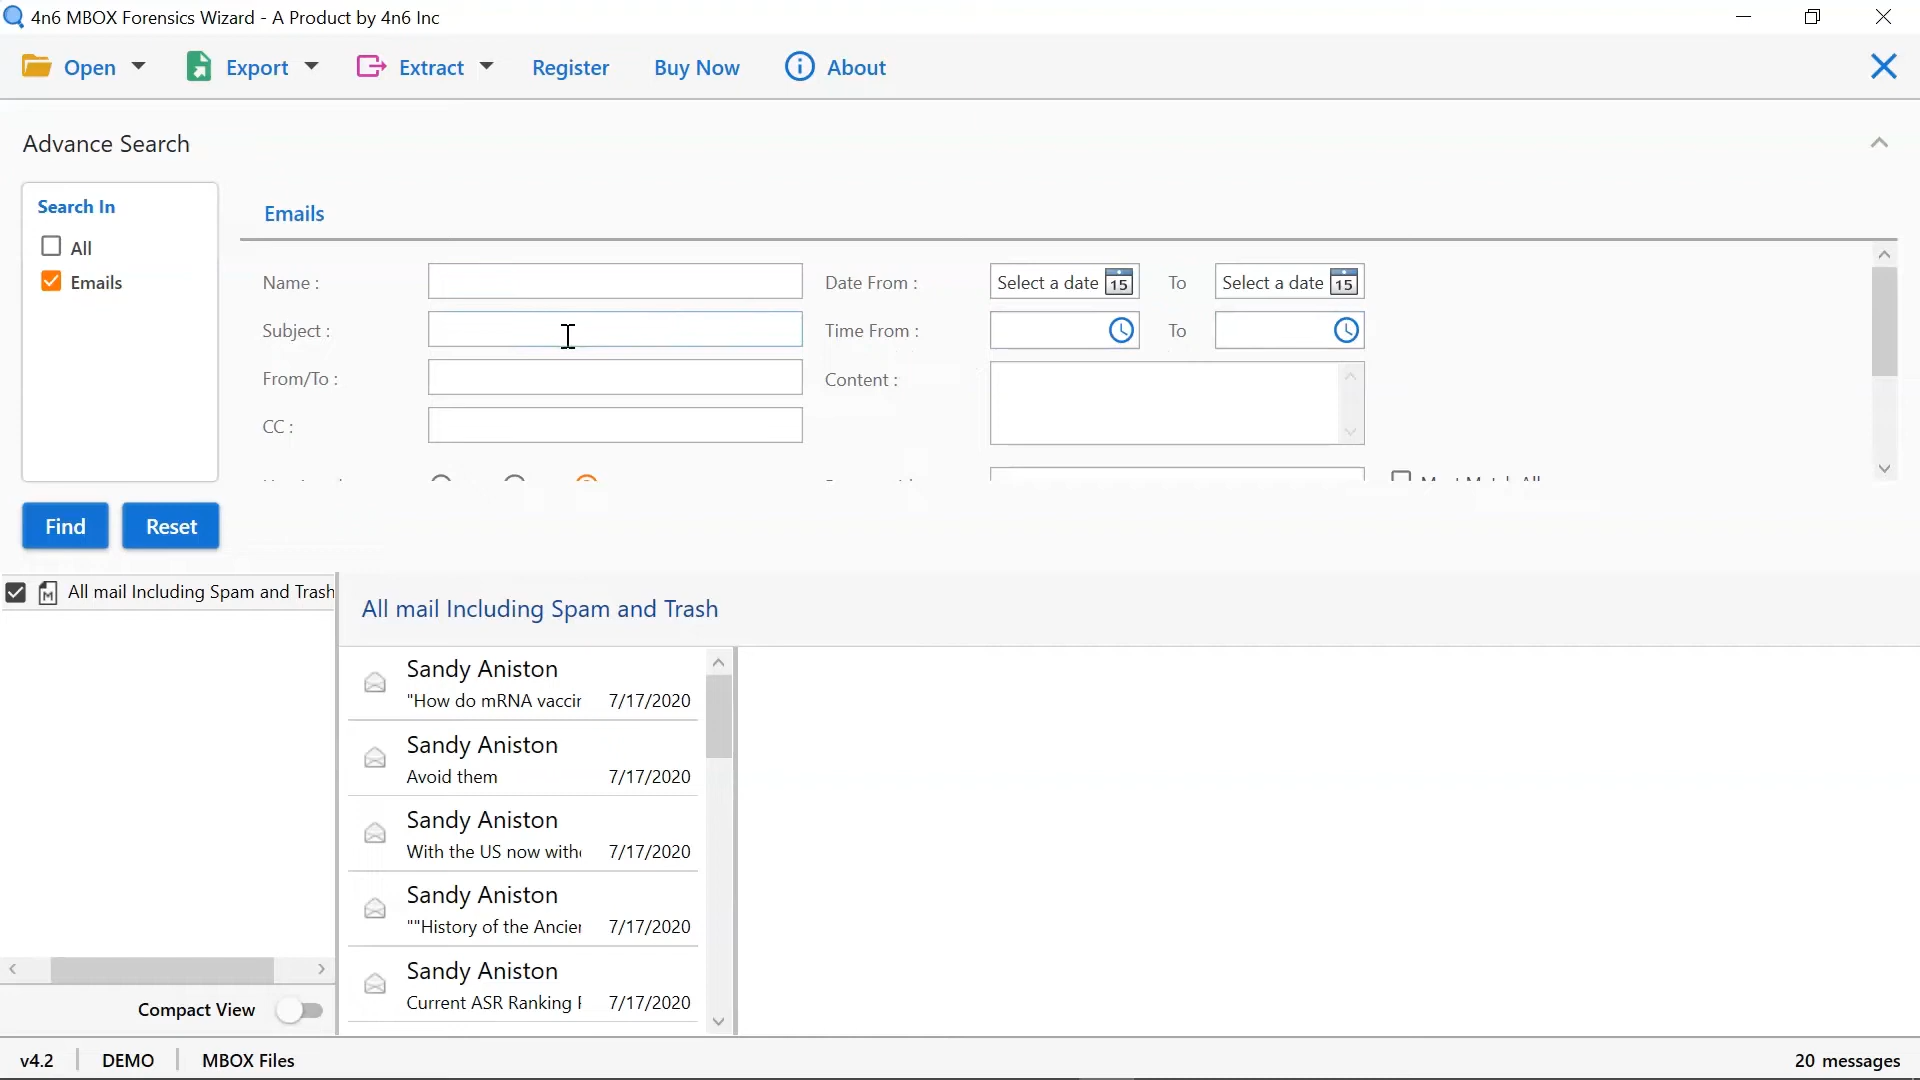 4n6 MBOX Forensics Wizard - A Product by 4n6 Inc
Open Export Extract Register Buy Now About
Advance Search
Search In
All
Emails
Emails
Name :
Date From : Select a date 15 To Select a date 15
Subject :
Time From : To
From/To :
Content :
CC :
Find Reset
All mail Including Spam and Trash
All mail Including Spam and Trash
Sandy Aniston
"How do mRNA vaccir 7/17/2020
Sandy Aniston
Avoid them 7/17/2020
Sandy Aniston
With the US now with 7/17/2020
Sandy Aniston
""History of the Ancier 7/17/2020
Sandy Aniston
Current ASR Ranking 7/17/2020
Compact View
v4.2 DEMO MBOX Files 20 messages